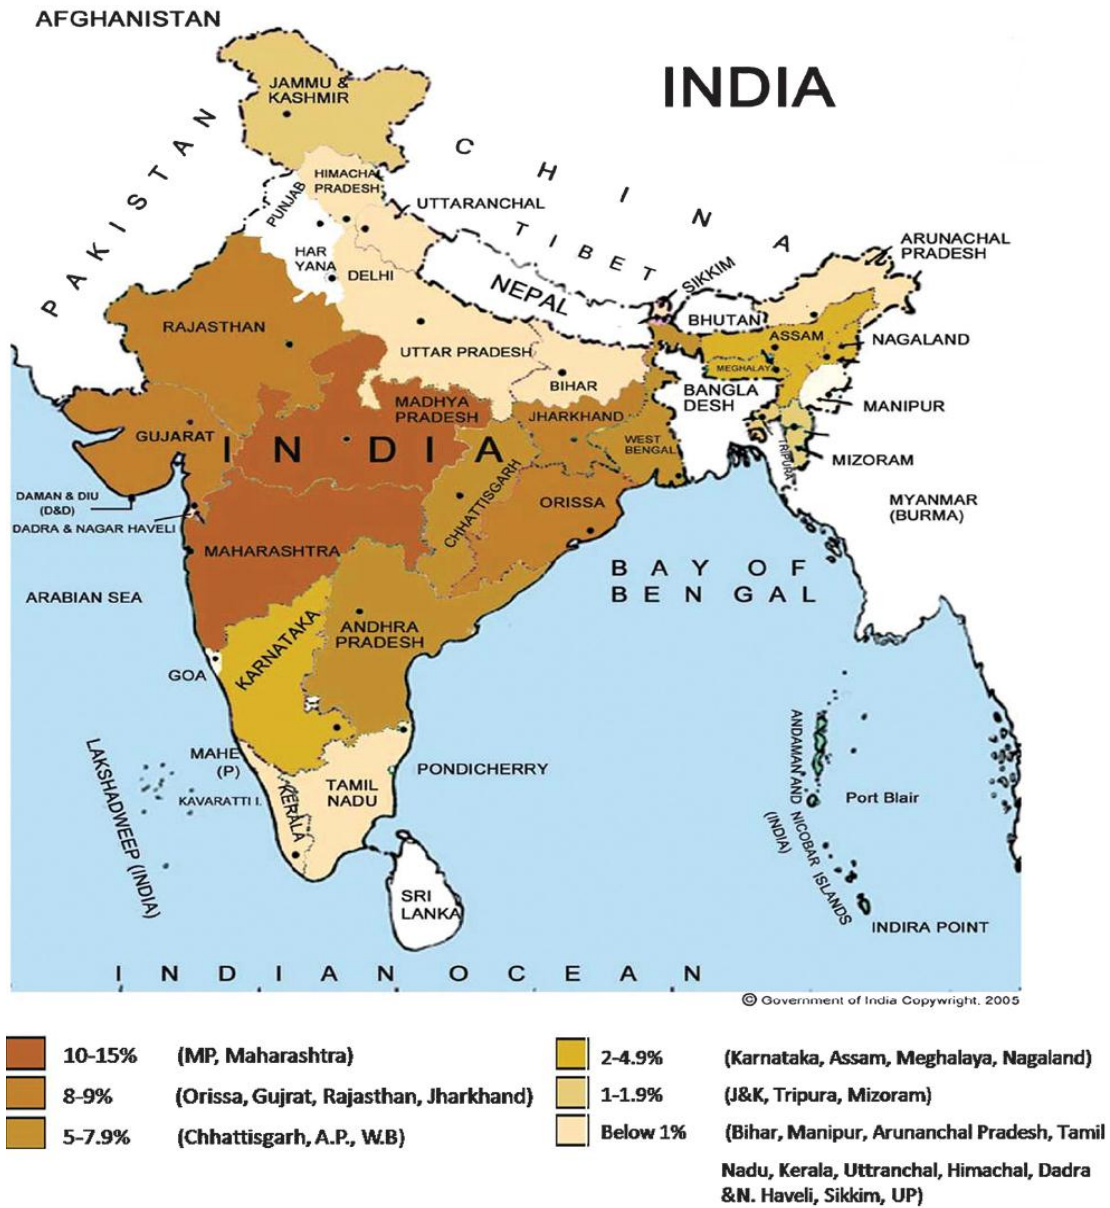 AFGHANISTAN
INDIA
JAMMU &
KASHMIR
PAKISTAN
CHINA
TIBET
HIMACHAL
PRADESH
PUNJAB
UTTARANCHAL
HAR
YANA
DELHI
NEPAL
SIKKIM
ARUNACHAL
PRADESH
BHUTAN
RAJASTHAN
UTTAR PRADESH
ASSAM
NAGALAND
MEGHALAY
BIHAR
BANGLA
DESH
MANIPUR
MADHYA
PRADESH
JHARKHAND
GUJARAT
INDIA
WEST
BENGAL
TRIPURA
MIZORAM
CHHATTISGARH
DAMAN & DIU
(D&D)
DADRA & NAGAR HAVELI
ORISSA
MYANMAR
(BURMA)
MAHARASHTRA
BAY OF
BENGAL
ARABIAN SEA
ANDHRA
PRADESH
KARNATAKA
GOA
MAHE
(P)
PONDICHERRY
LAKSHADWEEP (INDIA)
KAVARATTI I.
KERALA
TAMIL
NADU
ANDAMAN AND NICOBAR ISLANDS
(INDIA)
Port Blair
SRI
LANKA
INDIRA POINT
INDIAN OCEAN
© Government of India Copywright, 2005
10-15% (MP, Maharashtra)
8-9% (Orissa, Gujrat, Rajasthan, Jharkhand)
5-7.9% (Chhattisgarh, A.P., W.B)
2-4.9% (Karnataka, Assam, Meghalaya, Nagaland)
1-1.9% (J&K, Tripura, Mizoram)
Below 1% (Bihar, Manipur, Arunanchal Pradesh, Tamil
Nadu, Kerala, Uttranchal, Himachal, Dadra
&N. Haveli, Sikkim, UP)